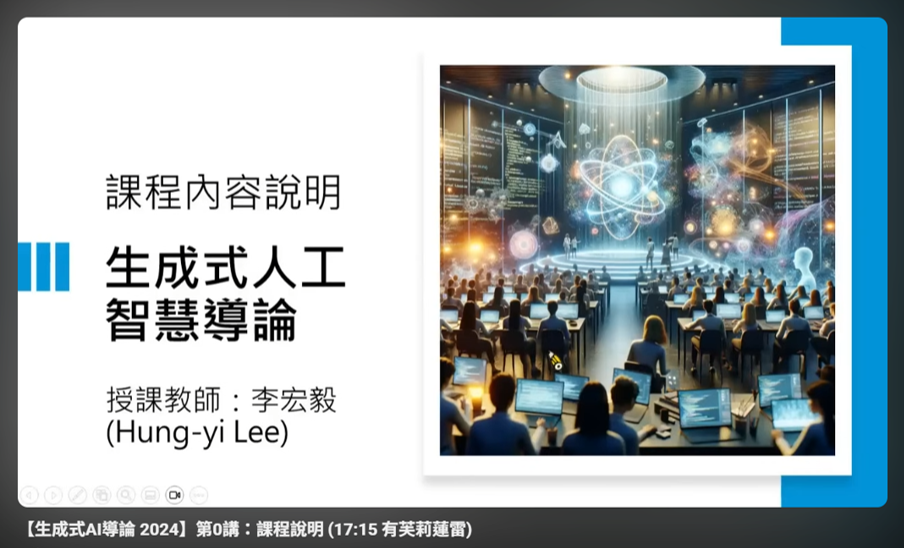 課程內容說明
生成式人工
智慧導論
授課教師：李宏毅
(Hung-yi Lee)
【生成式AI導論 2024】第0講：課程說明 (17:15 有芙莉蓮雷)